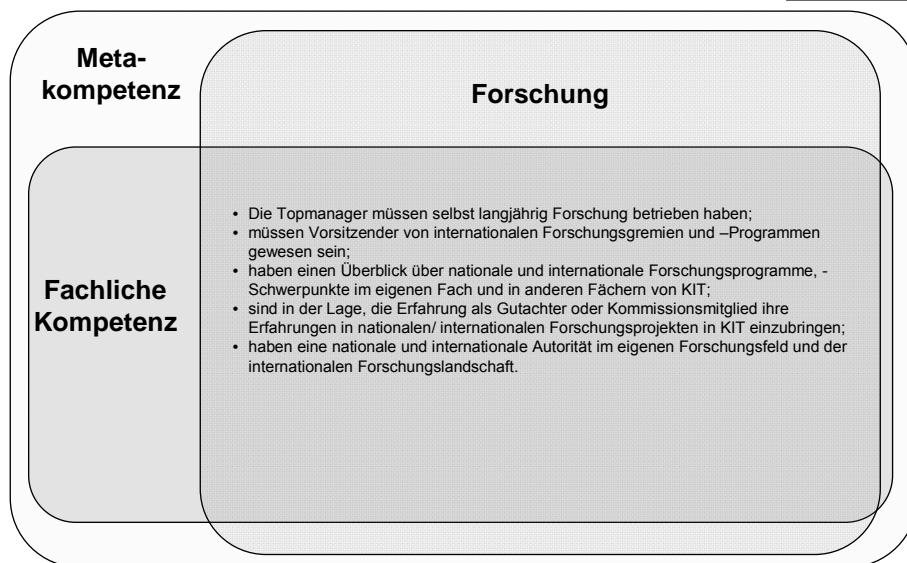 Meta-
kompetenz
Forschung
Fachliche
Kompetenz
• Die Topmanager müssen selbst langjährig Forschung betrieben haben;
• müssen Vorsitzender von internationalen Forschungsgremien und –Programmen
gewesen sein;
• haben einen Überblick über nationale und internationale Forschungsprogramme, -
Schwerpunkte im eigenen Fach und in anderen Fächern von KIT;
• sind in der Lage, die Erfahrung als Gutachter oder Kommissionsmitglied ihre
Erfahrungen in nationalen/ internationalen Forschungsprojekten in KIT einzubringen;
• haben eine nationale und internationale Autorität im eigenen Forschungsfeld und der
internationalen Forschungslandschaft.